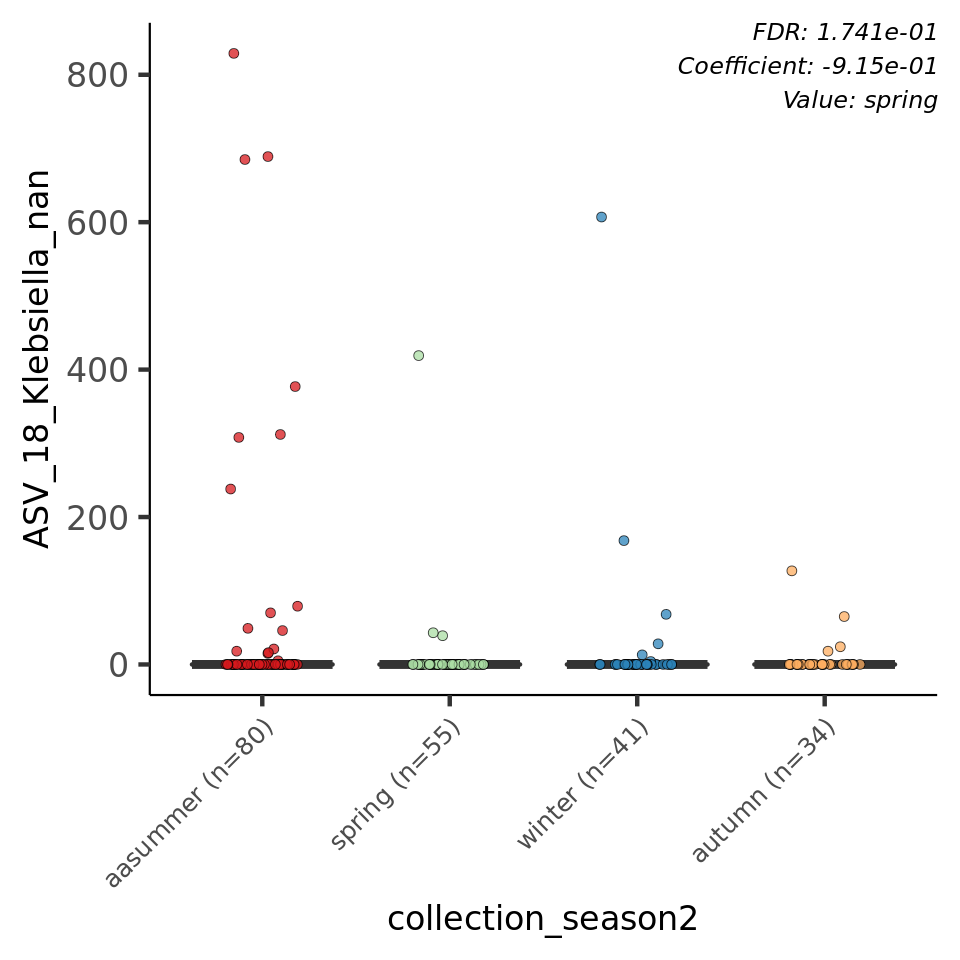 FDR: 1.741e-01
Coefficient: -9.15e-01
Value: spring
ASV_18_Klebsiella_nan
800
600
400
200
0
aasummer (n=80)
spring (n=55)
winter (n=41)
autumn (n=34)
collection_season2